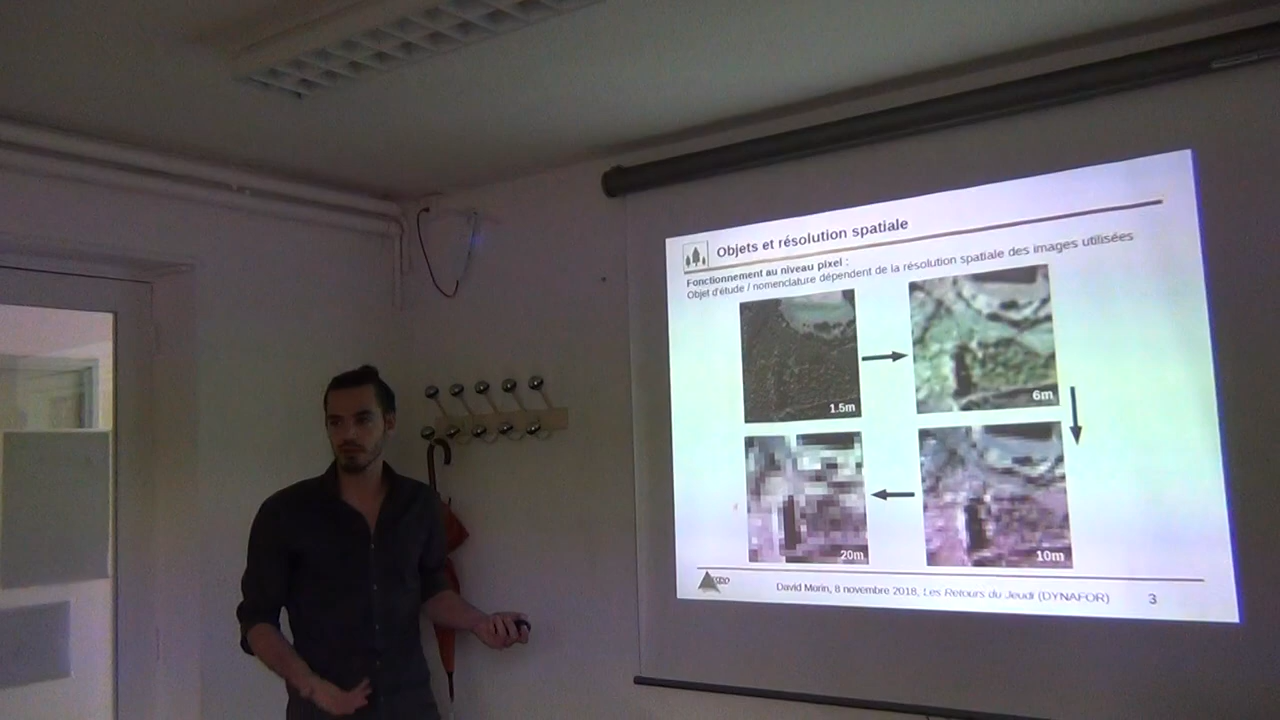 Objets et résolution spatiale
Fonctionnement au niveau pixel :
Objet d'étude / nomenclature dépendent de la résolution spatiale des images utilisées
1.5m
6m
20m
10m
David Morin, 8 novembre 2018, Les Retours du Jeudi (DYNAFOR)
3